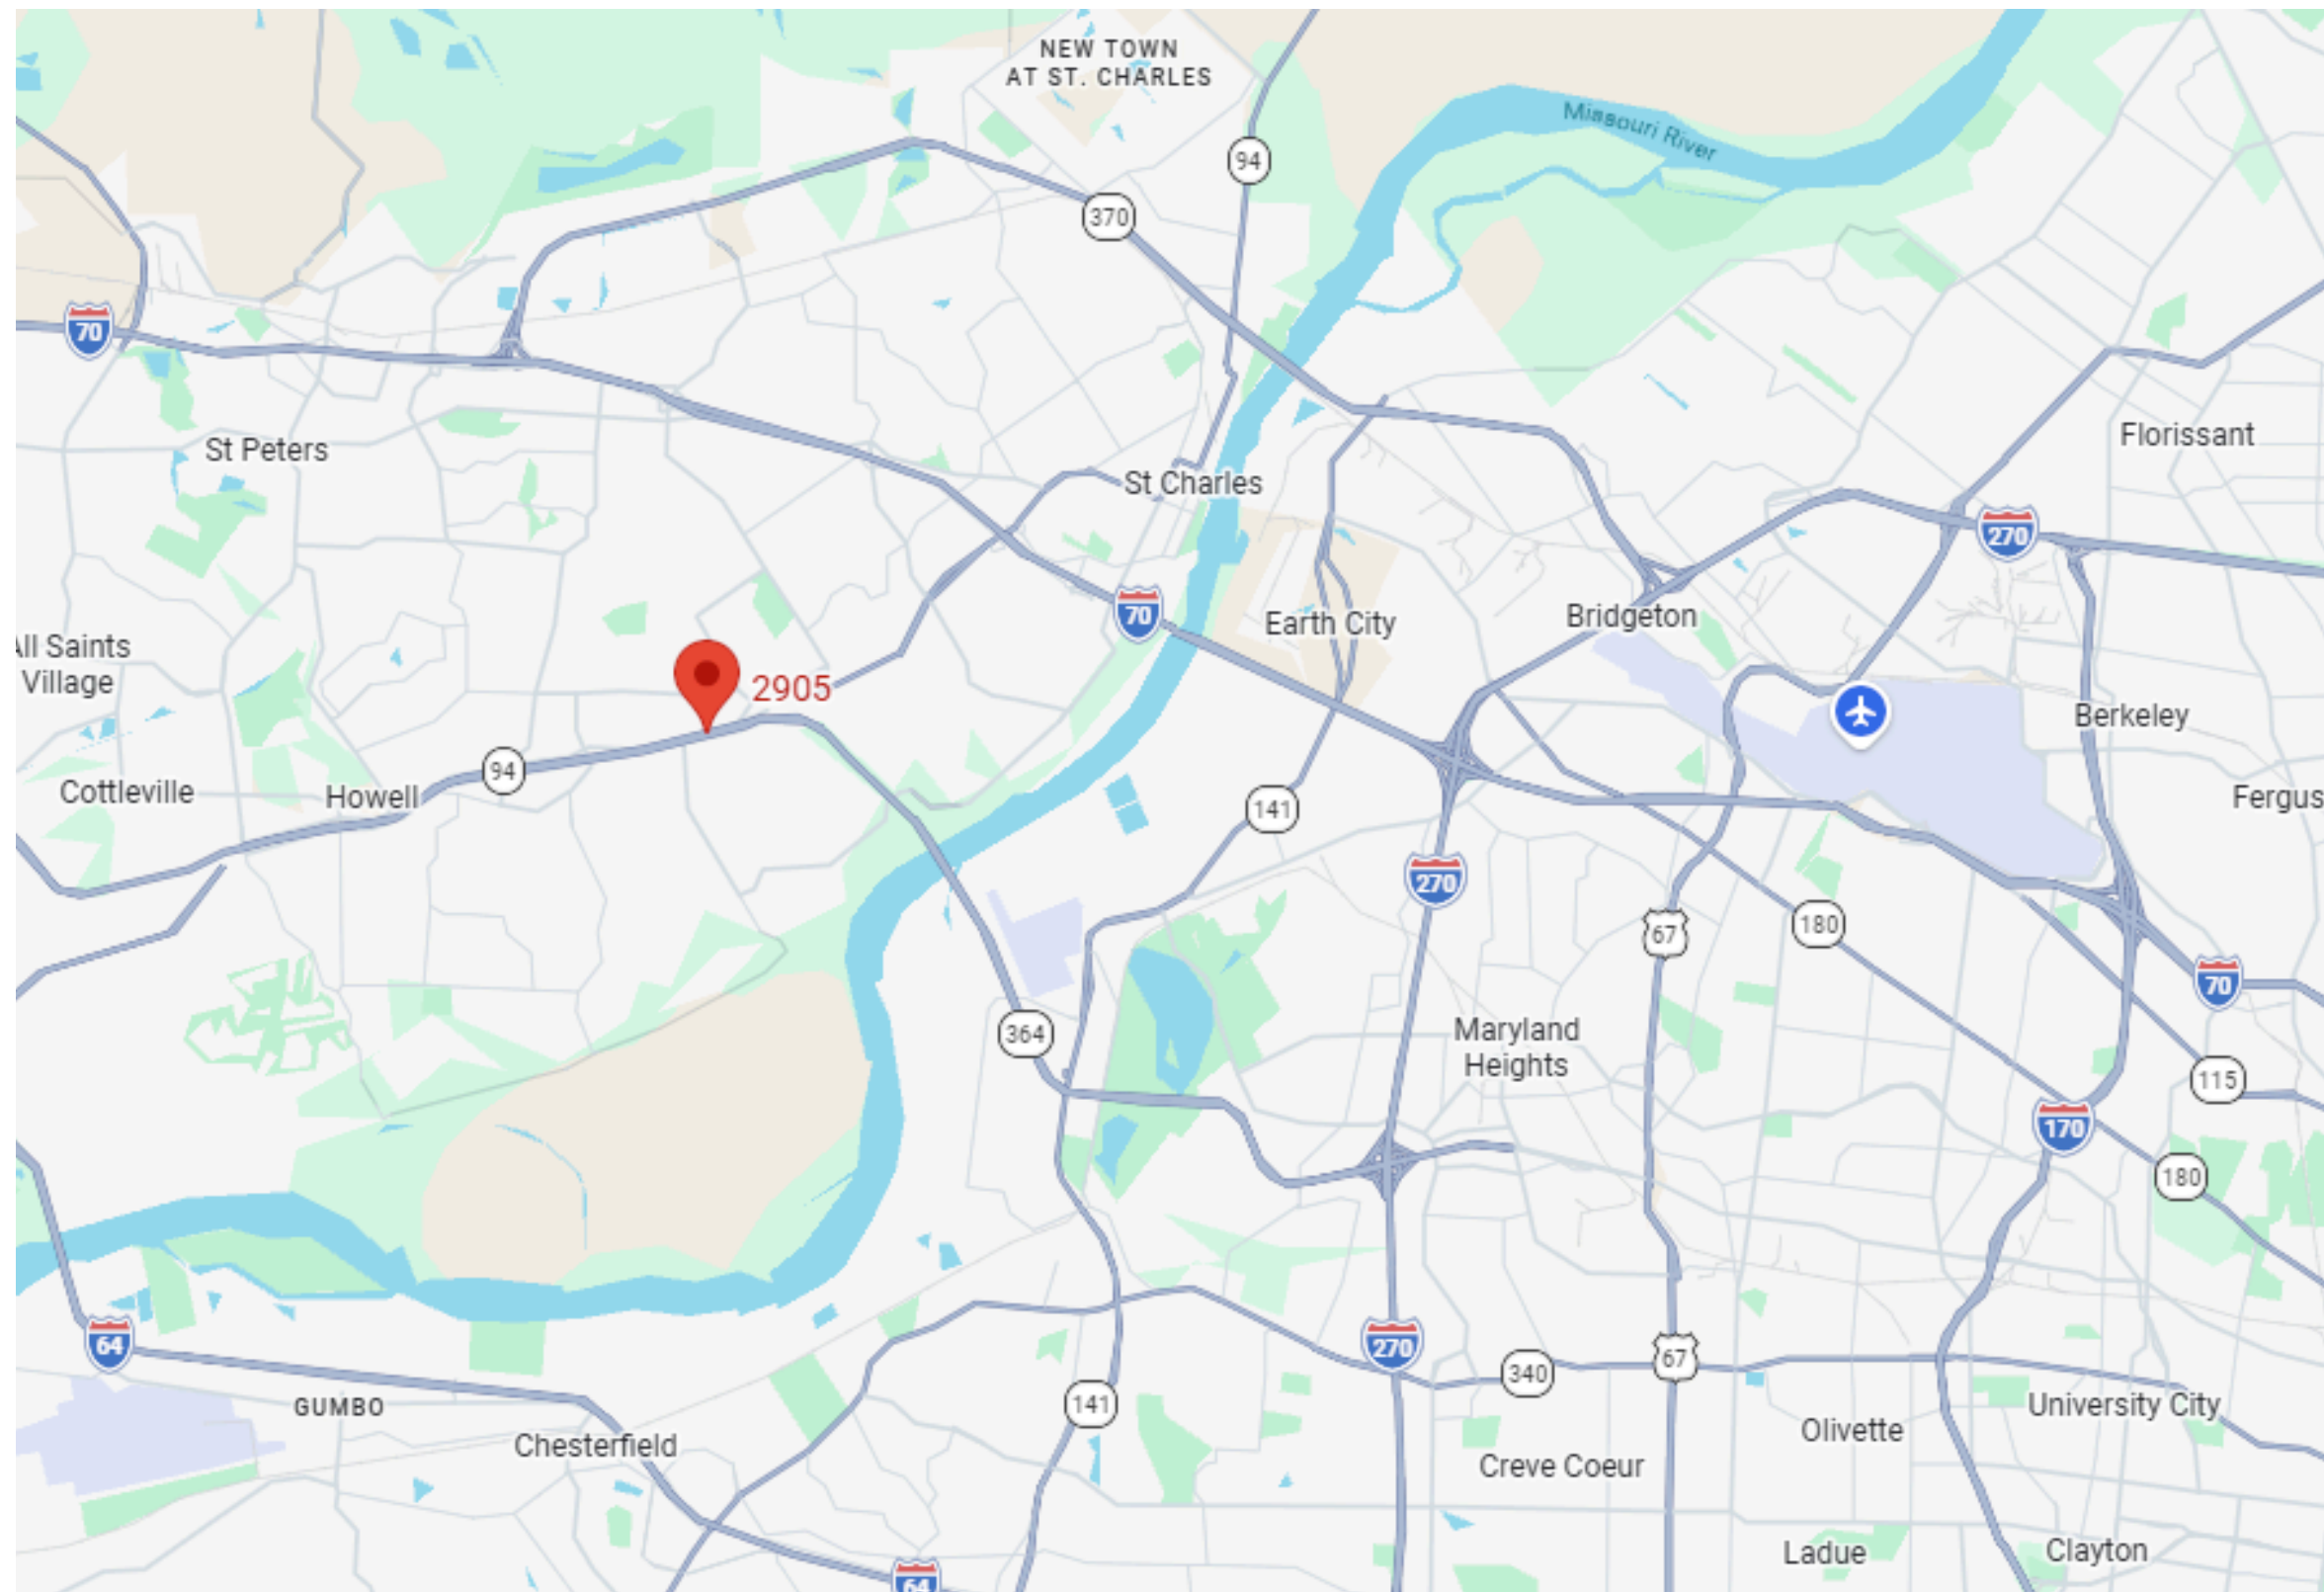 NEW TOWN
AT ST. CHARLES
Missouri River
94
370
70
St Peters
Florissant
St Charles
270
70
Earth City
Bridgeton
All Saints
Village
2905
Berkeley
94
Cottleville
Howell
141
Fergus
270
67
180
70
364
Maryland
Heights
115
170
180
64
270
340
67
GUMBO
141
University City
Olivette
Chesterfield
Creve Coeur
Ladue
Clayton
64